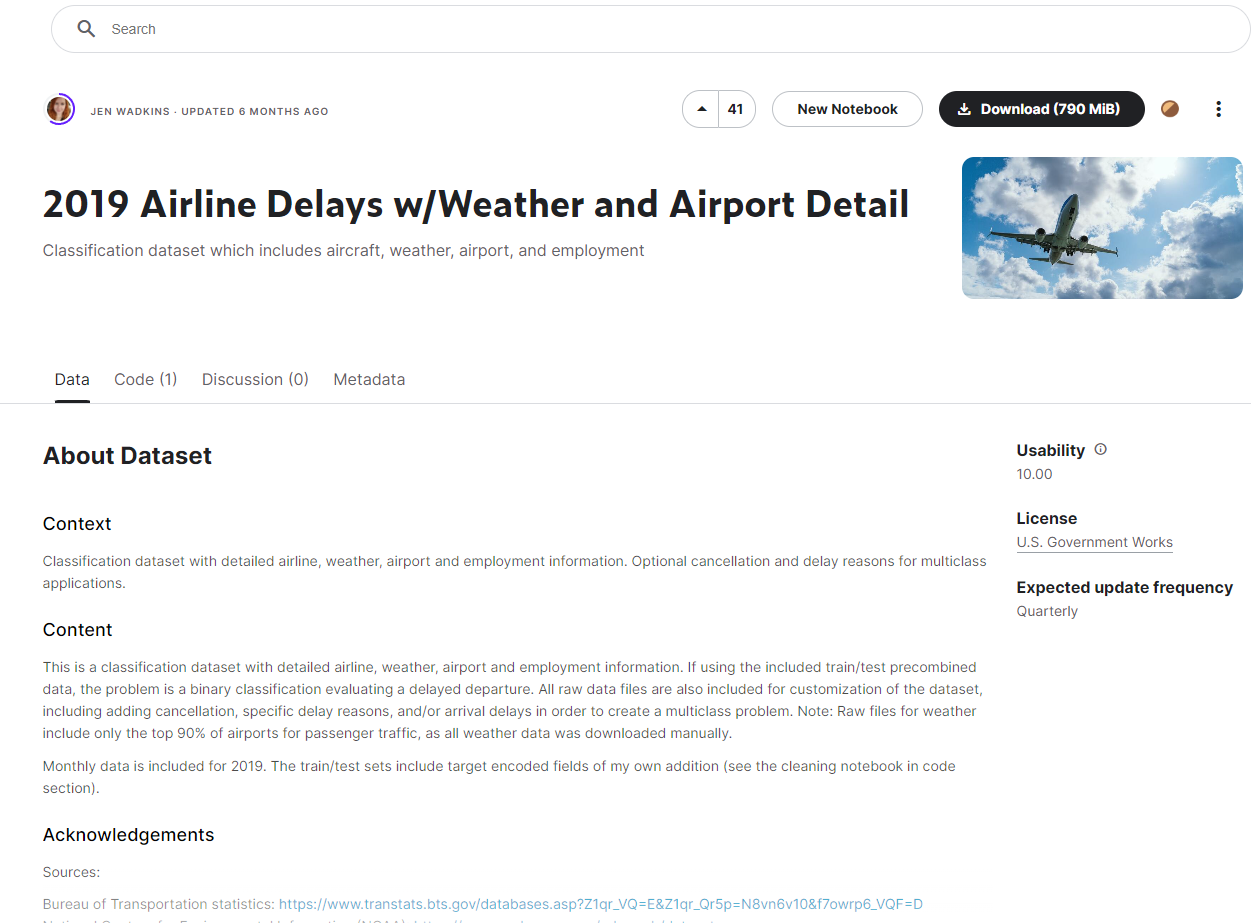 Search
JEN WADKINS · UPDATED 6 MONTHS AGO
41
New Notebook
Download (790 MiB)
2019 Airline Delays w/Weather and Airport Detail
Classification dataset which includes aircraft, weather, airport, and employment
Data Code (1) Discussion (0) Metadata
About Dataset
Context
Classification dataset with detailed airline, weather, airport and employment information. Optional cancellation and delay reasons for multiclass
applications.
Content
This is a classification dataset with detailed airline, weather, airport and employment information. If using the included train/test precombined
data, the problem is a binary classification evaluating a delayed departure. All raw data files are also included for customization of the dataset,
including adding cancellation, specific delay reasons, and/or arrival delays in order to create a multiclass problem. Note: Raw files for weather
include only the top 90% of airports for passenger traffic, as all weather data was downloaded manually.
Monthly data is included for 2019. The train/test sets include target encoded fields of my own addition (see the cleaning notebook in code
section).
Acknowledgements
Sources:
Bureau of Transportation statistics: https://www.transtats.bts.gov/databases.asp?Z1qr_VQ=E&Z1qr_Qr5p=N8vn6v10&f7owrp6_VQF=D
Usability
10.00
License
U.S. Government Works
Expected update frequency
Quarterly